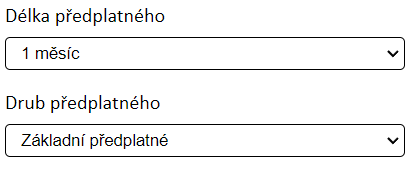 Délka předplatného
1 měsíc
Drub předplatného
Základní předplatné